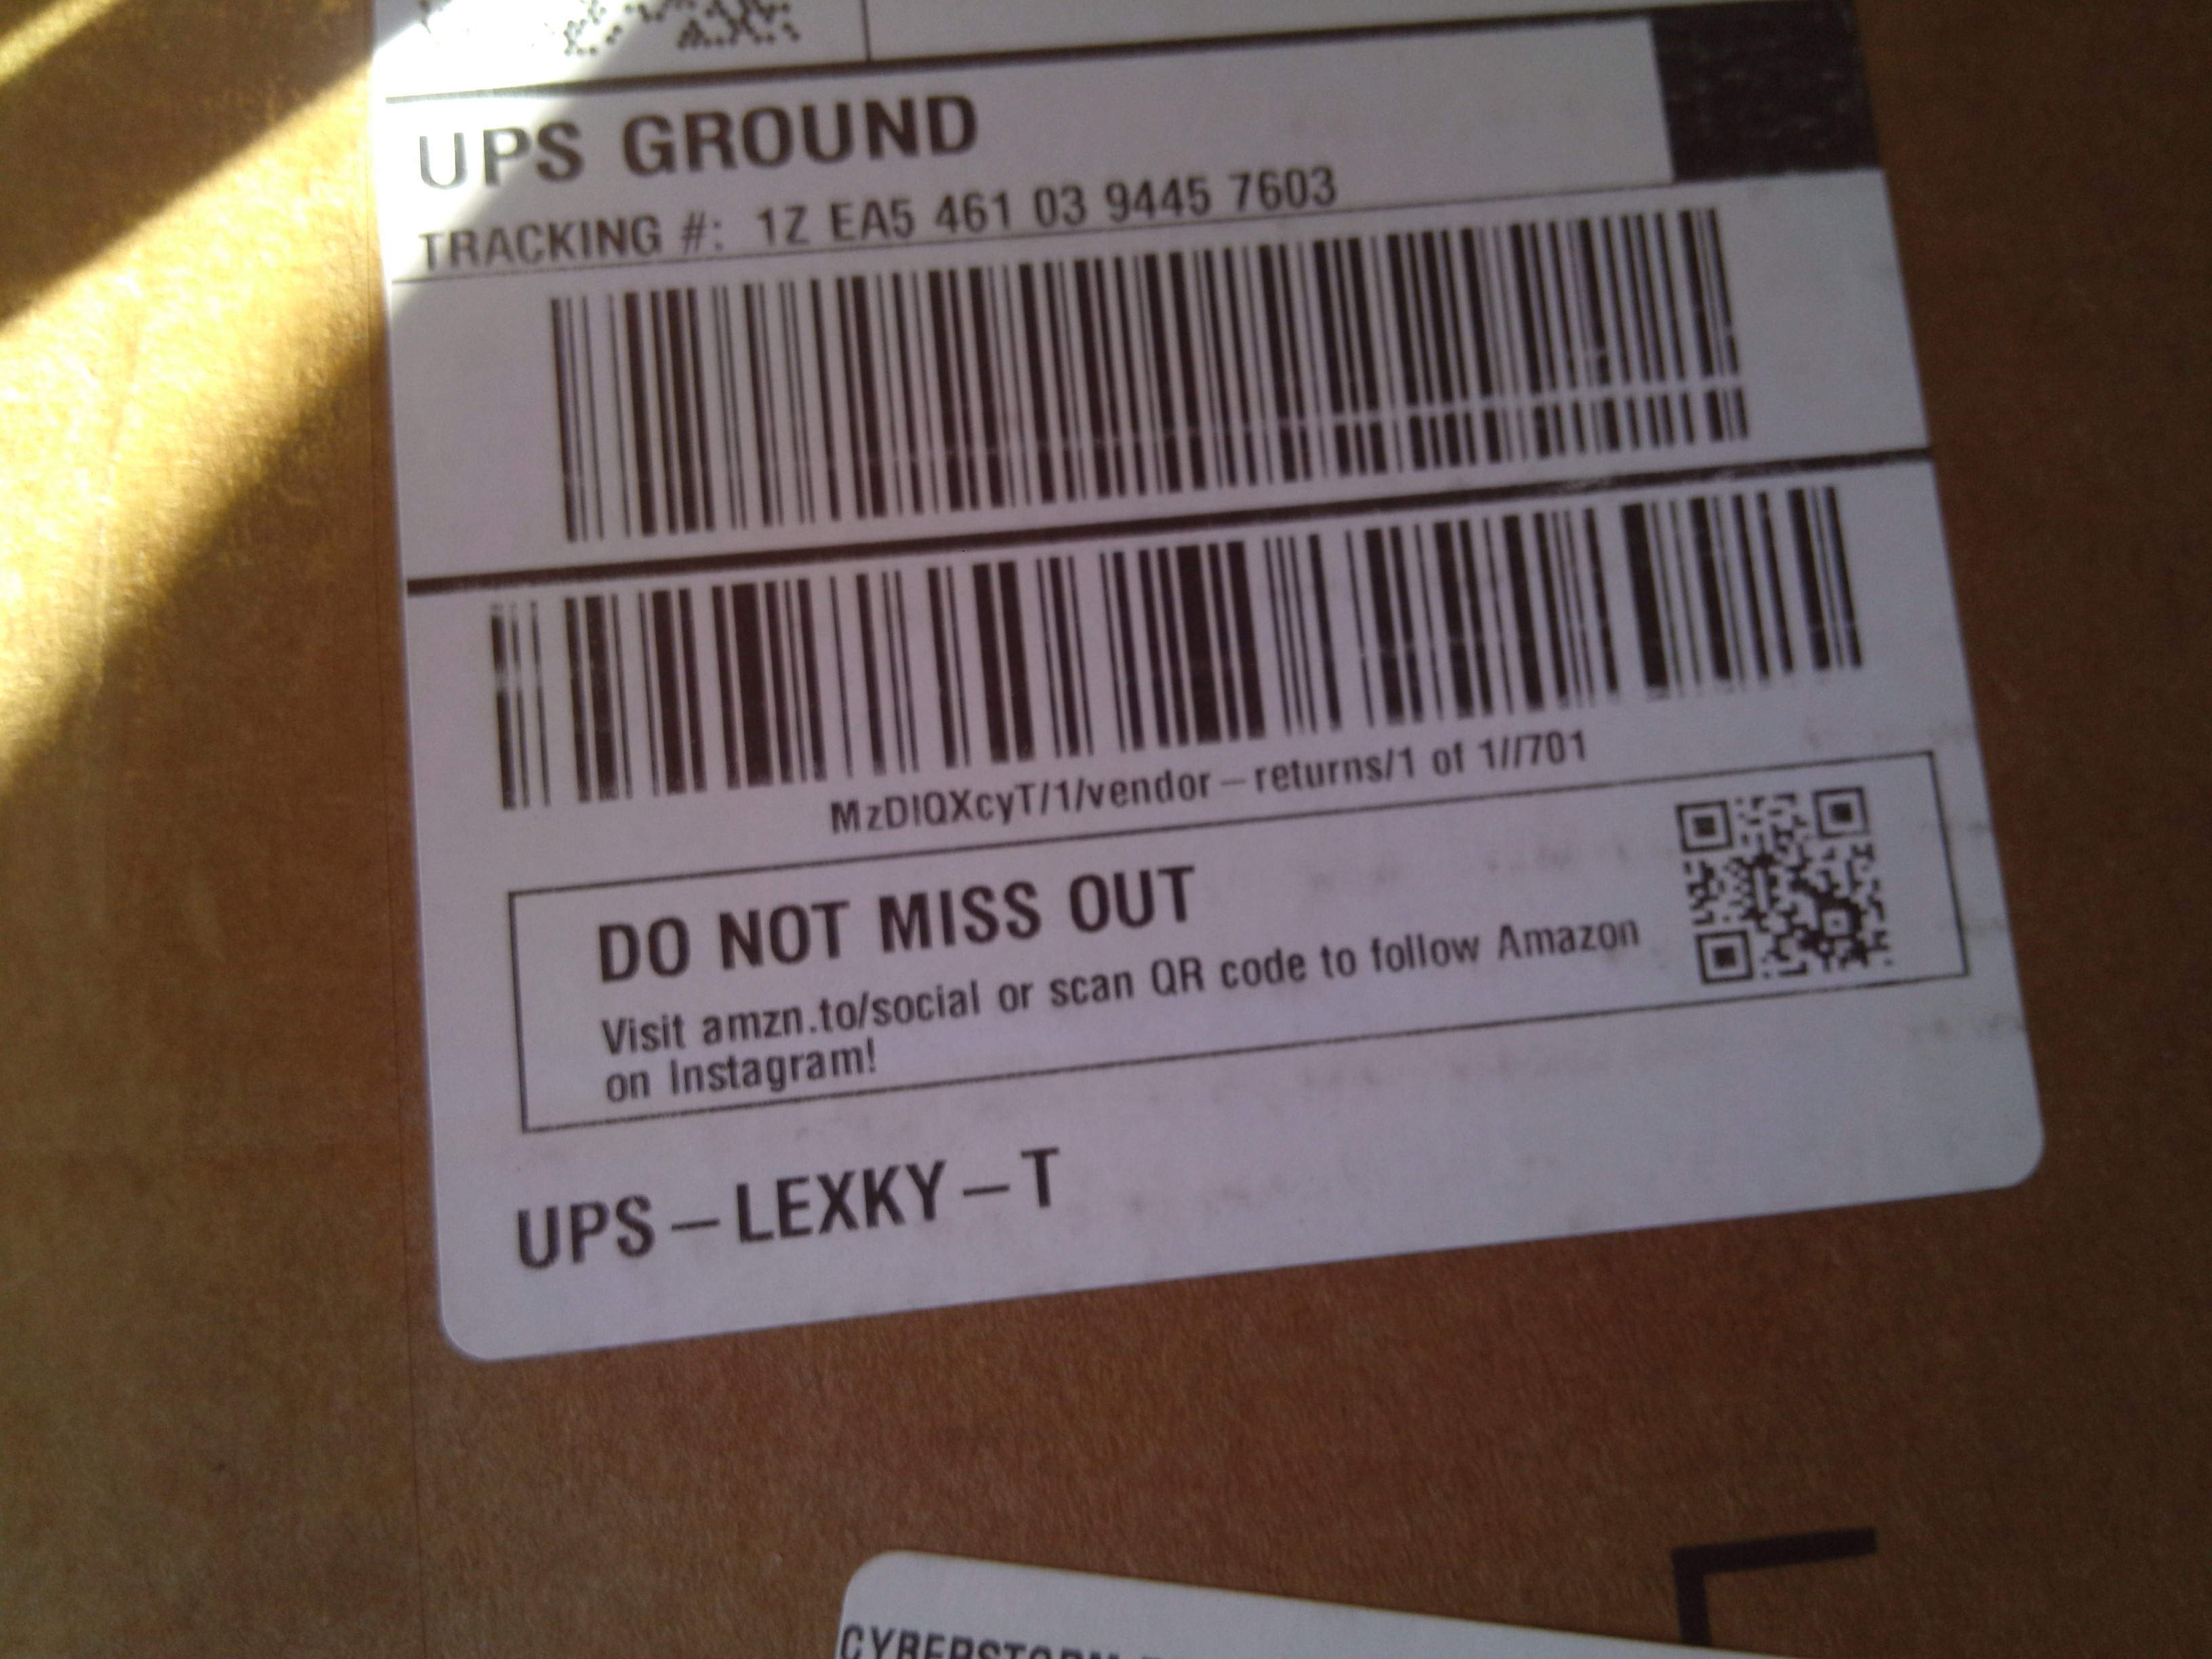 UPS GROUND
TRACKING #: 1Z EA5 461 03 9445 7603
MzDIQXcyT/1/vendor-returns/1 of 1//701
DO NOT MISS OUT
Visit amzn.to/social or scan QR code to follow Amazon
on Instagram!
UPS-LEXKY-T